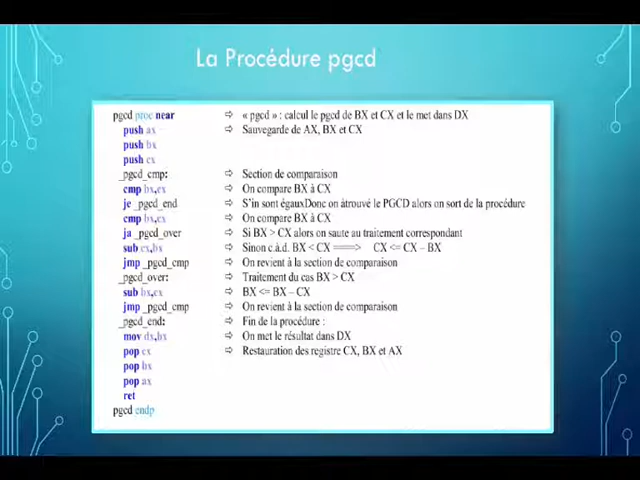 La Procédure pgcd
pgcd proc near ⇨ « pgcd » : calcul le pgcd de BX et CX et le met dans DX
push ax ⇨ Sauvegarde de AX, BX et CX
push bx
push cx
_pgcd_cmp: ⇨ Section de comparaison
cmp bx,cx ⇨ On compare BX à CX
je _pgcd_end ⇨ S'in sont égauxDonc on àtrouvé le PGCD alors on sort de la procédure
cmp bx,cx ⇨ On compare BX à CX
ja _pgcd_over ⇨ Si BX > CX alors on saute au traitement correspondant
sub cx,bx ⇨ Sinon c.à.d. BX < CX ===> CX <= CX – BX
jmp _pgcd_cmp ⇨ On revient à la section de comparaison
_pgcd_over: ⇨ Traitement du cas BX > CX
sub bx,cx ⇨ BX <= BX – CX
jmp _pgcd_cmp ⇨ On revient à la section de comparaison
_pgcd_end: ⇨ Fin de la procédure :
mov dx,bx ⇨ On met le résultat dans DX
pop cx ⇨ Restauration des registre CX, BX et AX
pop bx
pop ax
ret
pgcd endp